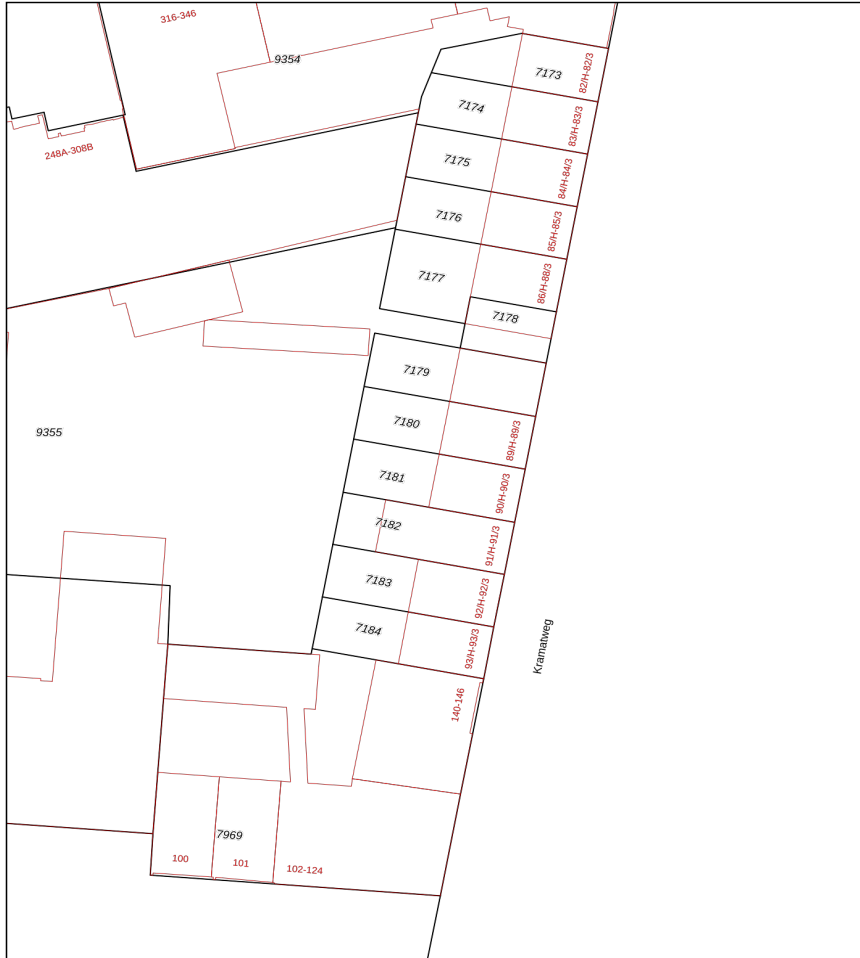 316-346
9354
7173
82/H-82/3
7174
83/H-83/3
248A-308B
7175
84/H-84/3
7176
85/H-85/3
7177
86/H-88/3
7178
7179
7180
89/H-89/3
9355
7181
90/H-90/3
7182
91/H-91/3
7183
92/H-92/3
7184
93/H-93/3
Kramatweg
140-146
7969
100
101
102-124